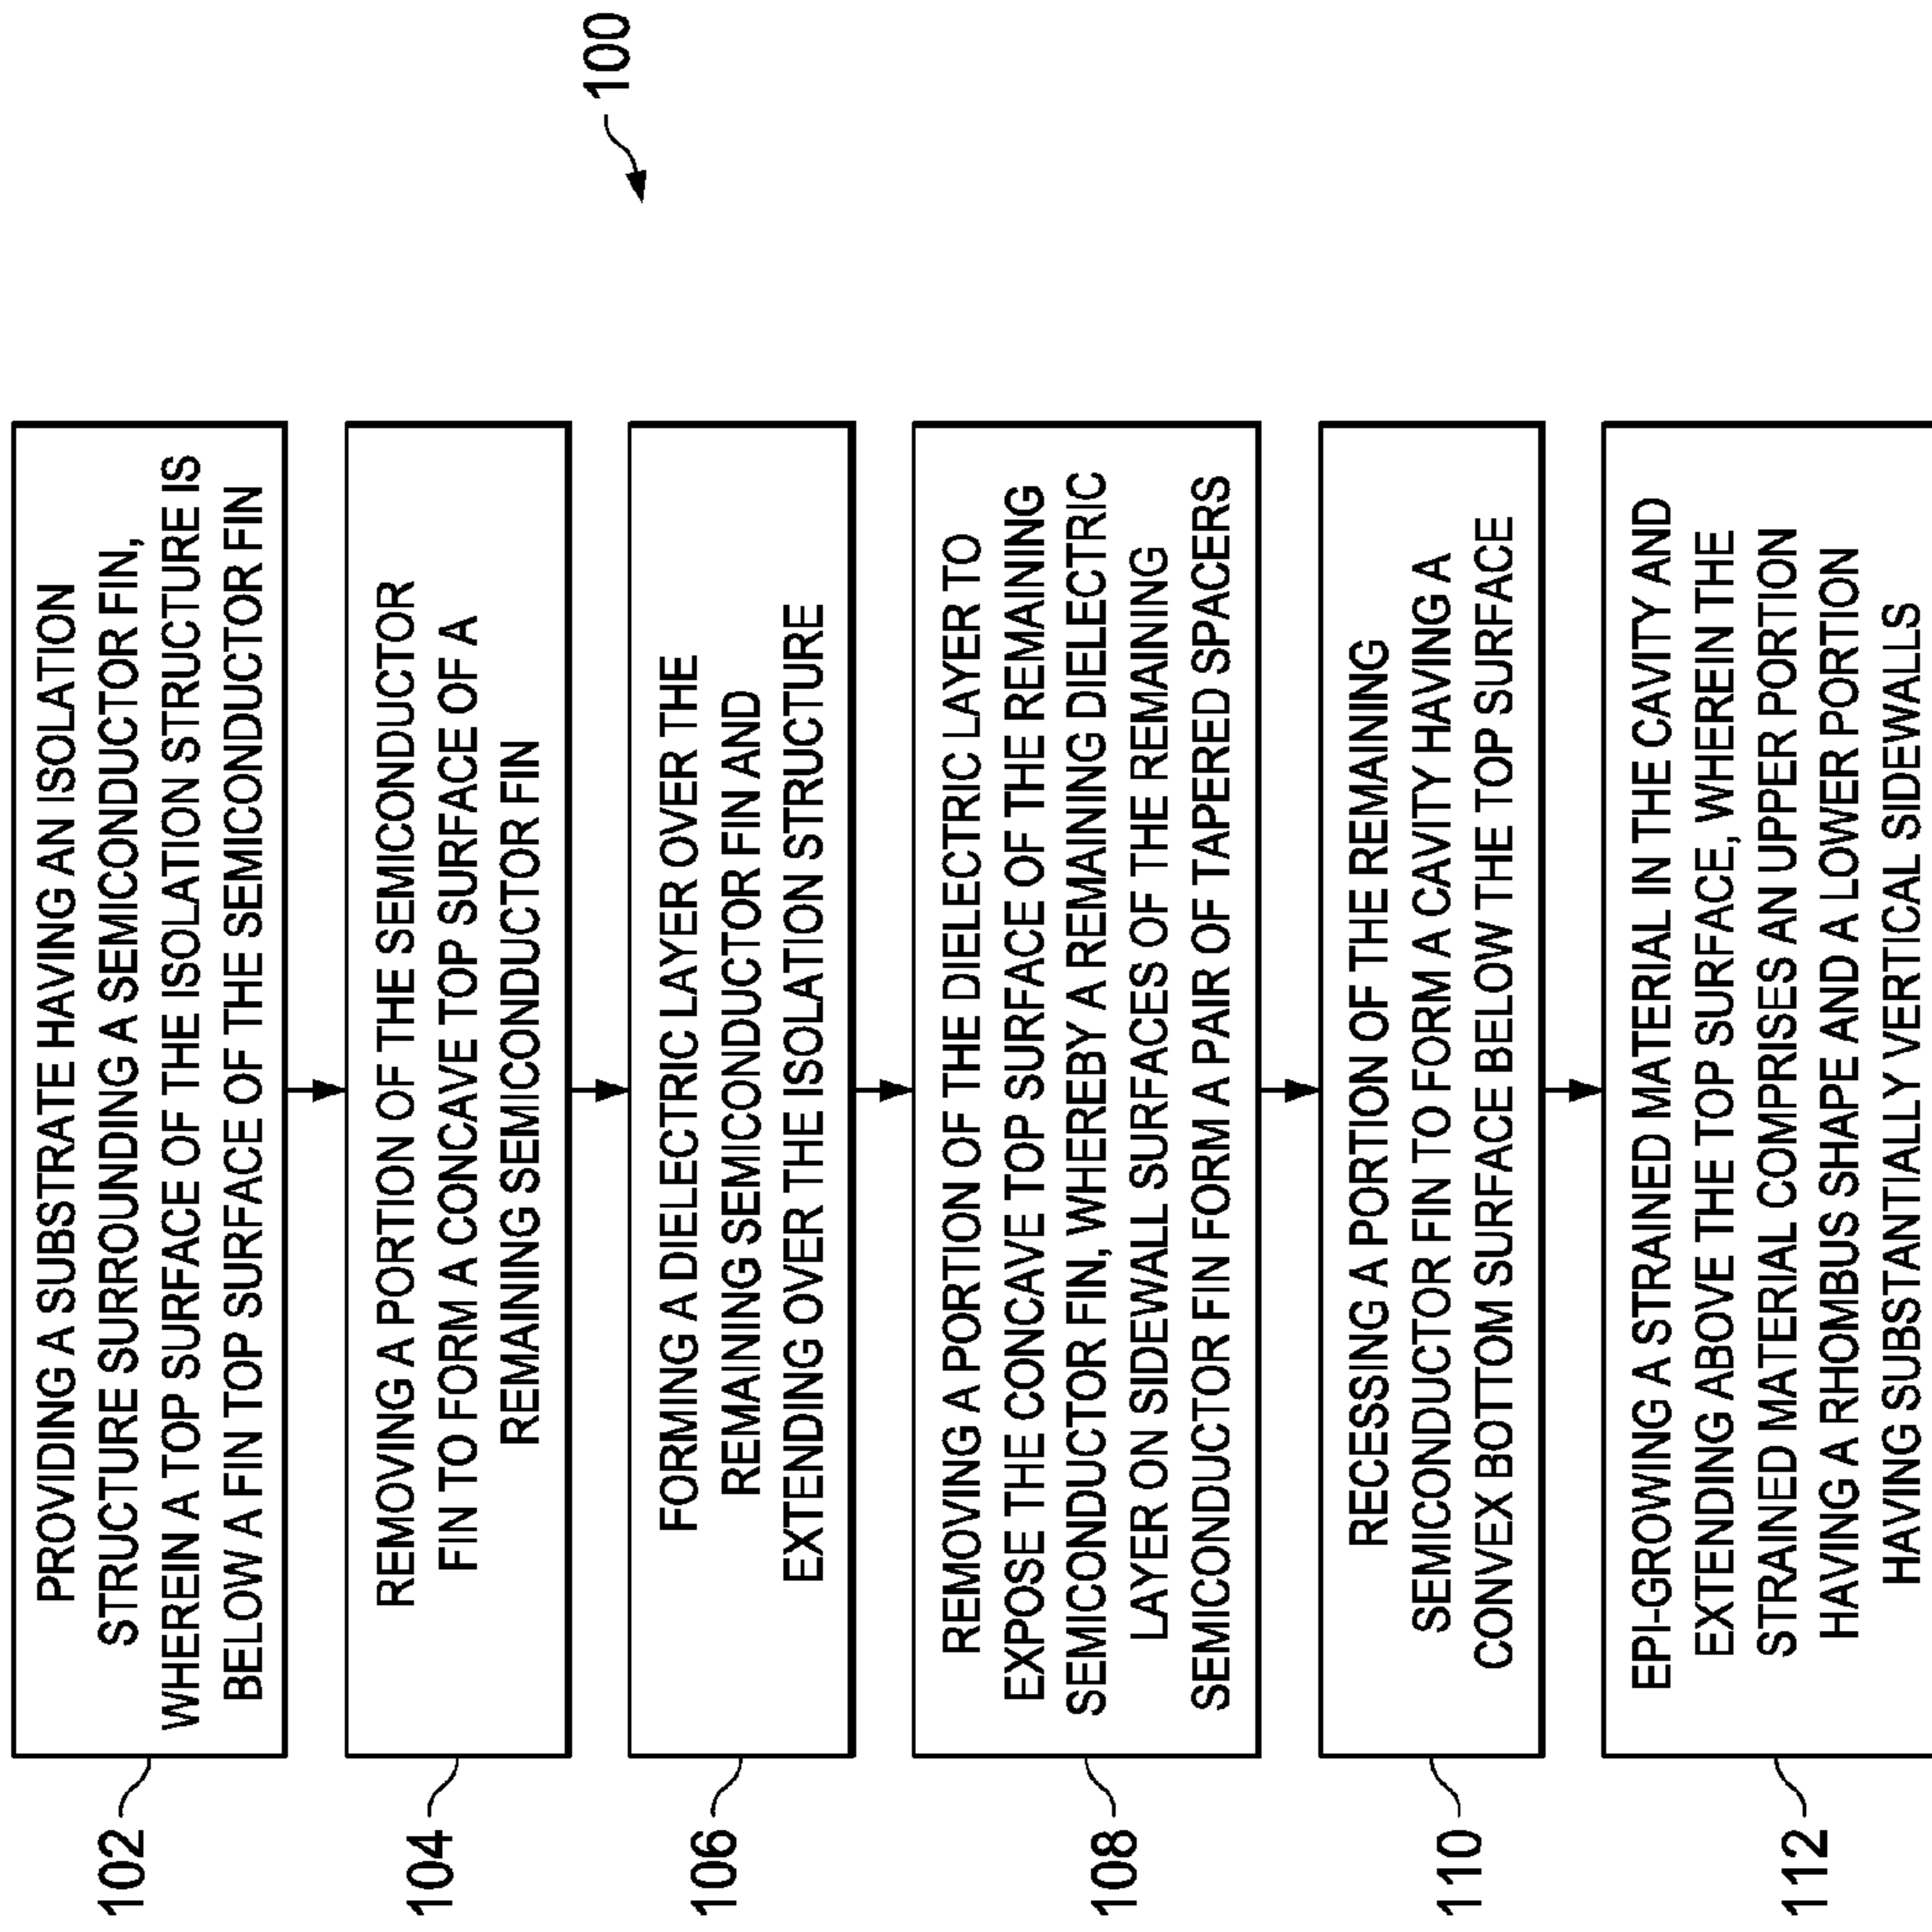 100
102
PROVIDING A SUBSTRATE HAVING AN ISOLATION
STRUCTURE SURROUNDING A SEMICONDUCTOR FIN,
WHEREIN A TOP SURFACE OF THE ISOLATION STRUCTURE IS
BELOW A FIN TOP SURFACE OF THE SEMICONDUCTOR FIN
104
REMOVING A PORTION OF THE SEMICONDUCTOR
FIN TO FORM A CONCAVE TOP SURFACE OF A
REMAINING SEMICONDUCTOR FIN
106
FORMING A DIELECTRIC LAYER OVER THE
REMAINING SEMICONDUCTOR FIN AND
EXTENDING OVER THE ISOLATION STRUCTURE
108
REMOVING A PORTION OF THE DIELECTRIC LAYER TO
EXPOSE THE CONCAVE TOP SURFACE OF THE REMAINING
SEMICONDUCTOR FIN, WHEREBY A REMAINING DIELECTRIC
LAYER ON SIDEWALL SURFACES OF THE REMAINING
SEMICONDUCTOR FIN FORM A PAIR OF TAPERED SPACERS
110
RECESSING A PORTION OF THE REMAINING
SEMICONDUCTOR FIN TO FORM A CAVITY HAVING A
CONVEX BOTTOM SURFACE BELOW THE TOP SURFACE
112
EPI-GROWING A STRAINED MATERIAL IN THE CAVITY AND
EXTENDING ABOVE THE TOP SURFACE, WHEREIN THE
STRAINED MATERIAL COMPRISES AN UPPER PORTION
HAVING A RHOMBUS SHAPE AND A LOWER PORTION
HAVING SUBSTANTIALLY VERTICAL SIDEWALLS